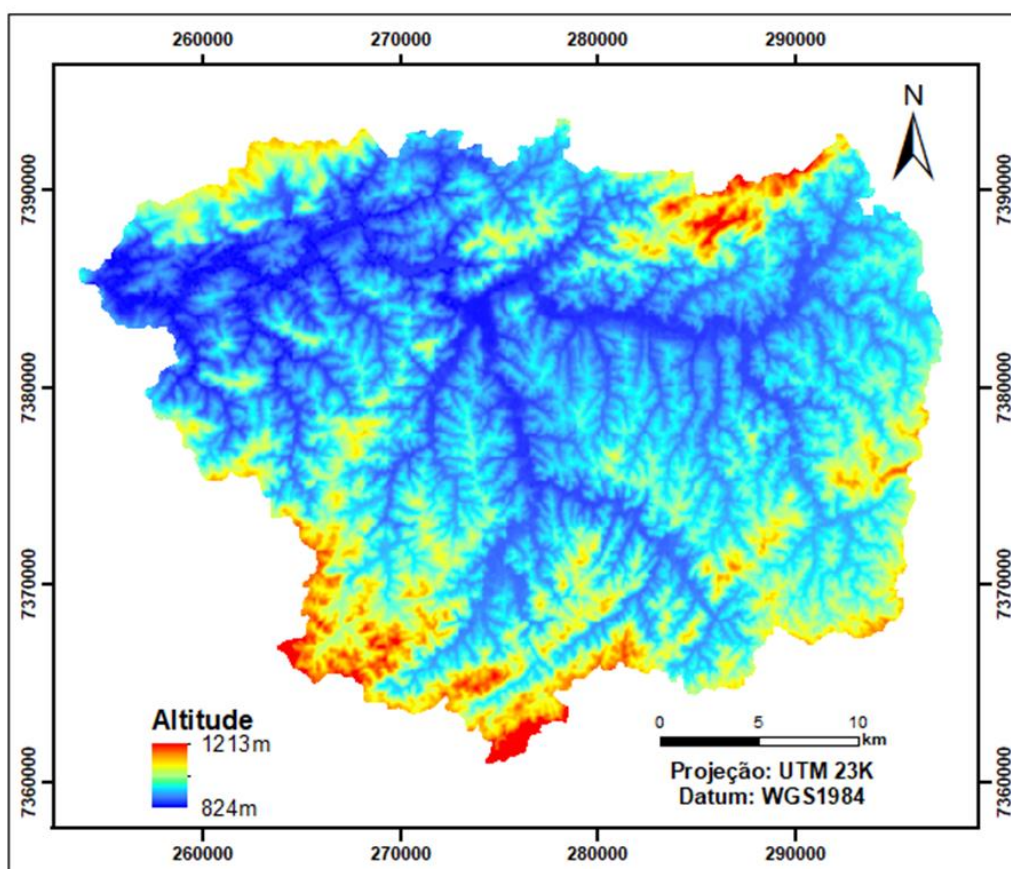 260000 270000 280000 290000
N
7390000 7390000
7380000 7380000
7370000 7370000
7360000 7360000
Altitude
1213m
824m
0 5 10
km
Projeção: UTM 23K
Datum: WGS1984
260000 270000 280000 290000